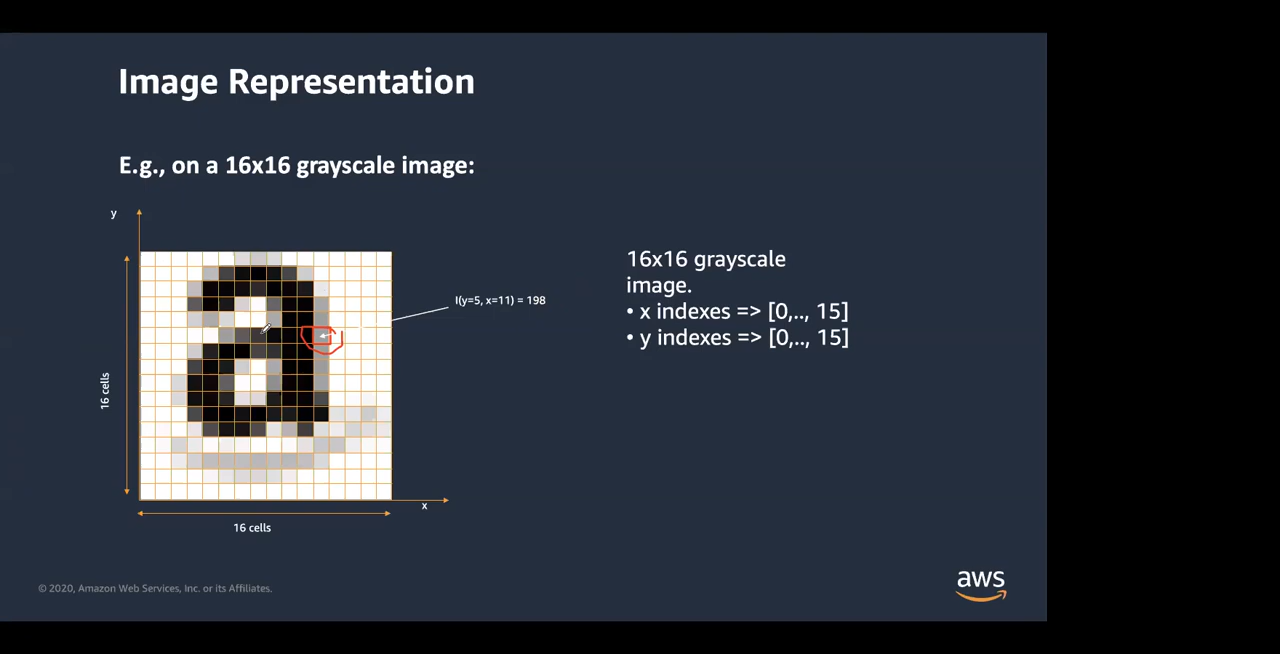 Image Representation
E.g., on a 16x16 grayscale image:
y
I(y=5, x=11) = 198
16 cells
x
16 cells
16x16 grayscale
image.
• x indexes => [0,.., 15]
• y indexes => [0,.., 15]
© 2020, Amazon Web Services, Inc. or its Affiliates.
aws